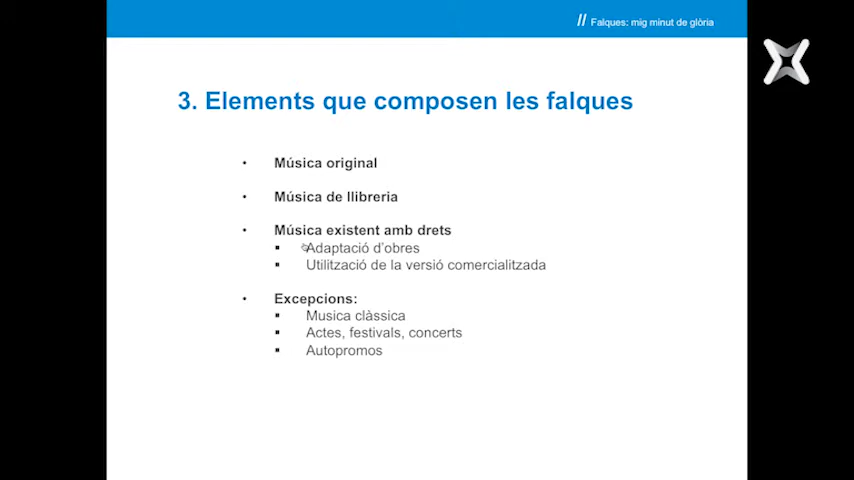 // Falques: mig minut de glòria
3. Elements que composen les falques
• Música original
• Música de llibreria
• Música existent amb drets
▪ Adaptació d'obres
▪ Utilització de la versió comercialitzada
• Excepcions:
▪ Musica clàssica
▪ Actes, festivals, concerts
▪ Autopromos